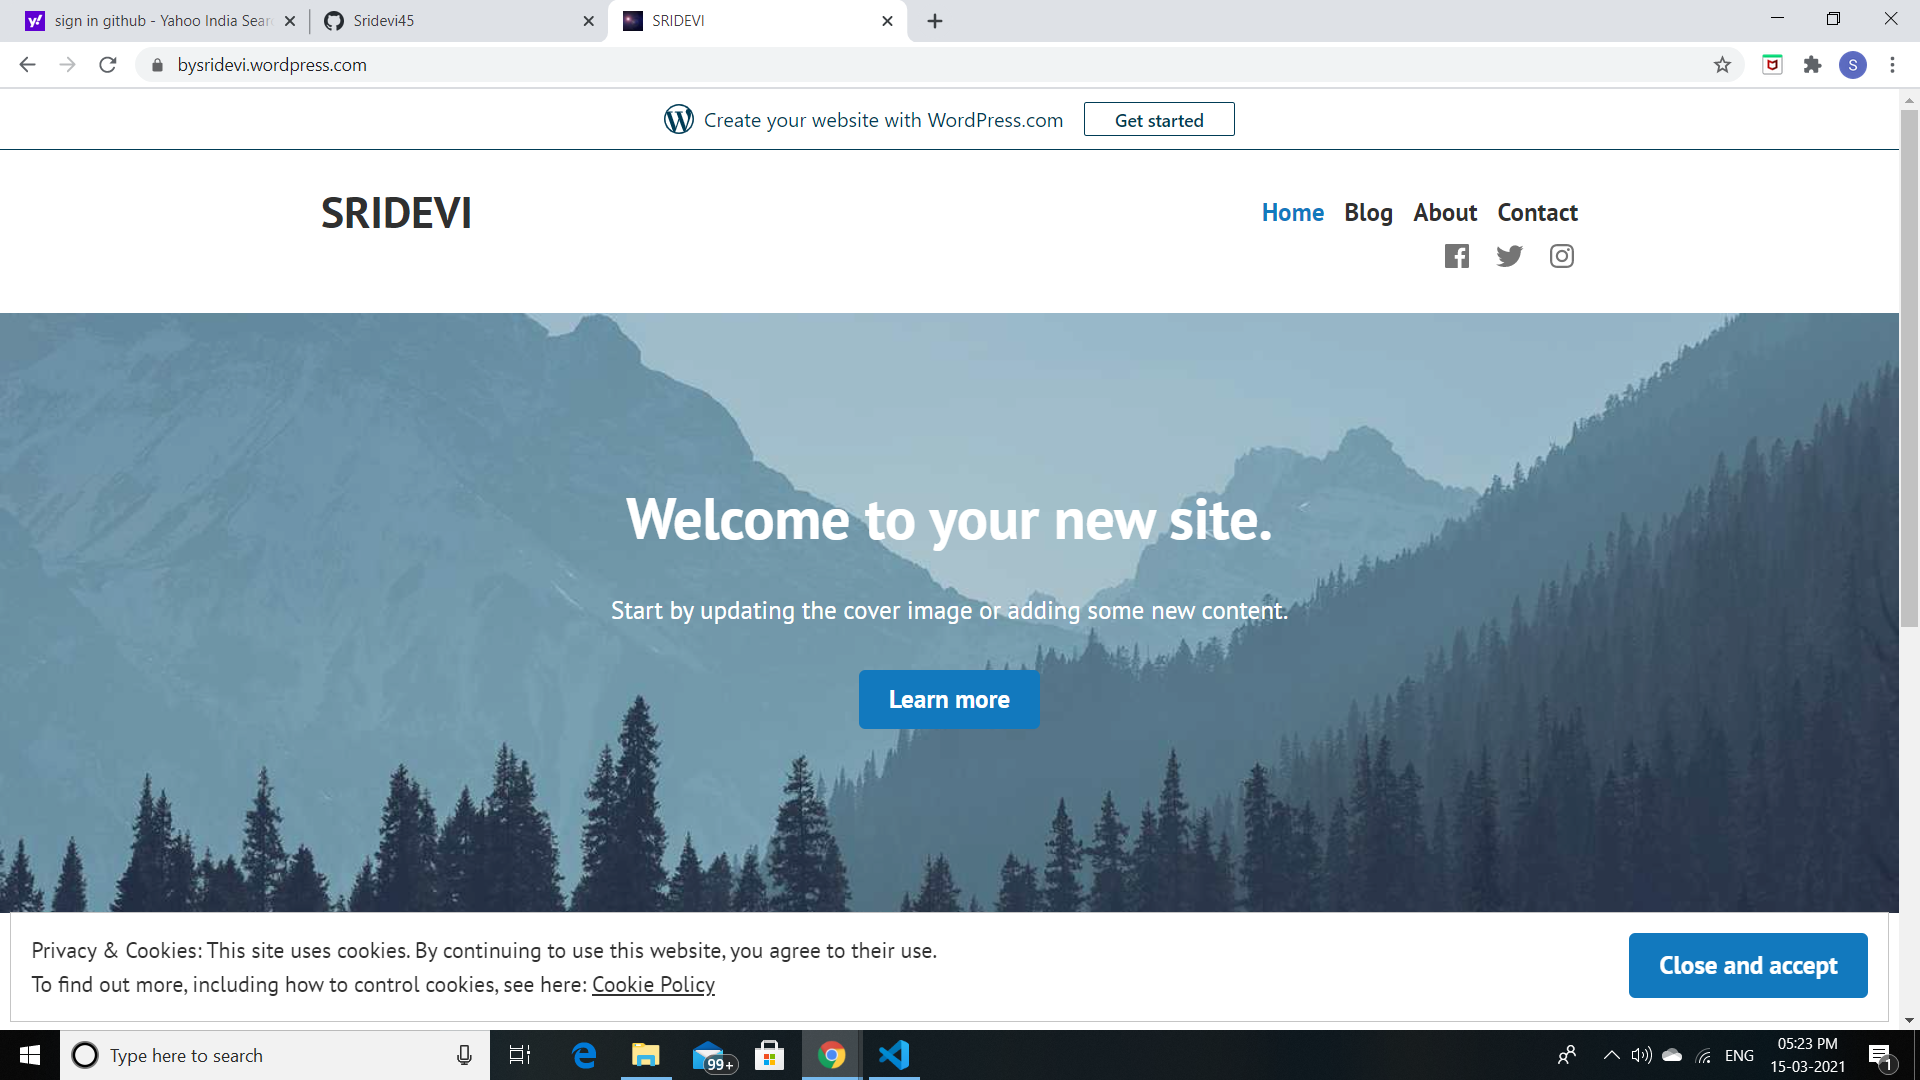 sign in github - Yahoo India Sear
Sridevi45
SRIDEVI
bysridevi.wordpress.com
S
Create your website with WordPress.com
Get started
SRIDEVI
Home Blog About Contact
Welcome to your new site.
Start by updating the cover image or adding some new content.
Learn more
Privacy & Cookies: This site uses cookies. By continuing to use this website, you agree to their use.
To find out more, including how to control cookies, see here: Cookie Policy
Close and accept
Type here to search
99+
ENG
05:23 PM
15-03-2021
1